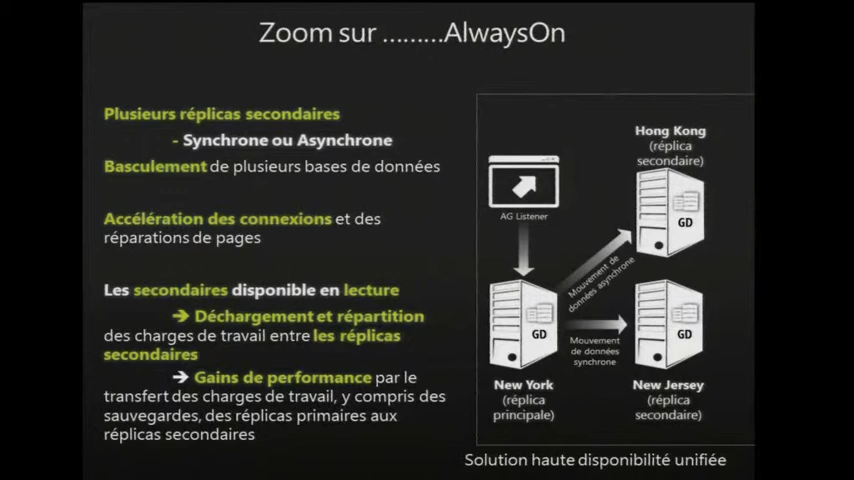 Zoom sur .........AlwaysOn
Plusieurs réplicas secondaires
- Synchrone ou Asynchrone
Basculement de plusieurs bases de données
Accélération des connexions et des
réparations de pages
Les secondaires disponible en lecture
➔ Déchargement et répartition
des charges de travail entre les réplicas
secondaires
➔ Gains de performance par le
transfert des charges de travail, y compris des
sauvegardes, des réplicas primaires aux
réplicas secondaires
Hong Kong
(réplica
secondaire)
GD
AG Listener
Mouvement de
données asynchrone
GD
GD
Mouvement
de données
synchrone
New York
(réplica
principale)
New Jersey
(réplica
secondaire)
Solution haute disponibilité unifiée